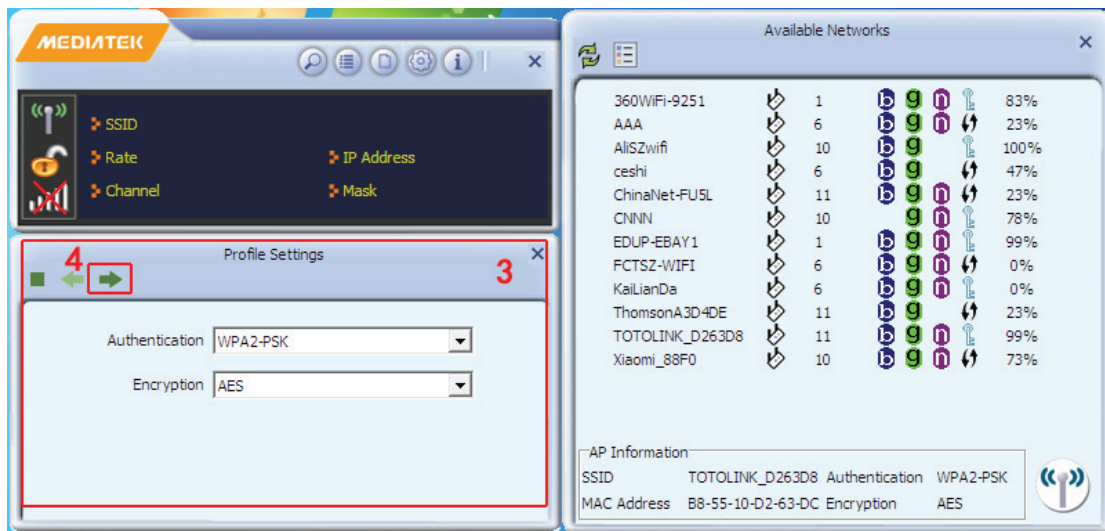 MEDIATEK
SSID
Rate
IP Address
Channel
Mask
4
Profile Settings
3
Authentication WPA2-PSK
Encryption AES
Available Networks
360WiFi-9251 1 b g n 83%
AAA 6 b g n 23%
AliSZwifi 10 b g 100%
ceshi 6 b g 47%
ChinaNet-FU5L 11 b g n 23%
CNNN 10 g n 78%
EDUP-EBAY1 1 b g n 99%
FCTSZ-WIFI 6 b g n 0%
KaiLianDa 6 b g n 0%
ThomsonA3D4DE 11 b g 23%
TOTOLINK_D263D8 11 b g n 99%
Xiaomi_88F0 10 b g n 73%
AP Information
SSID TOTOLINK_D263D8 Authentication WPA2-PSK
MAC Address B8-55-10-D2-63-DC Encryption AES